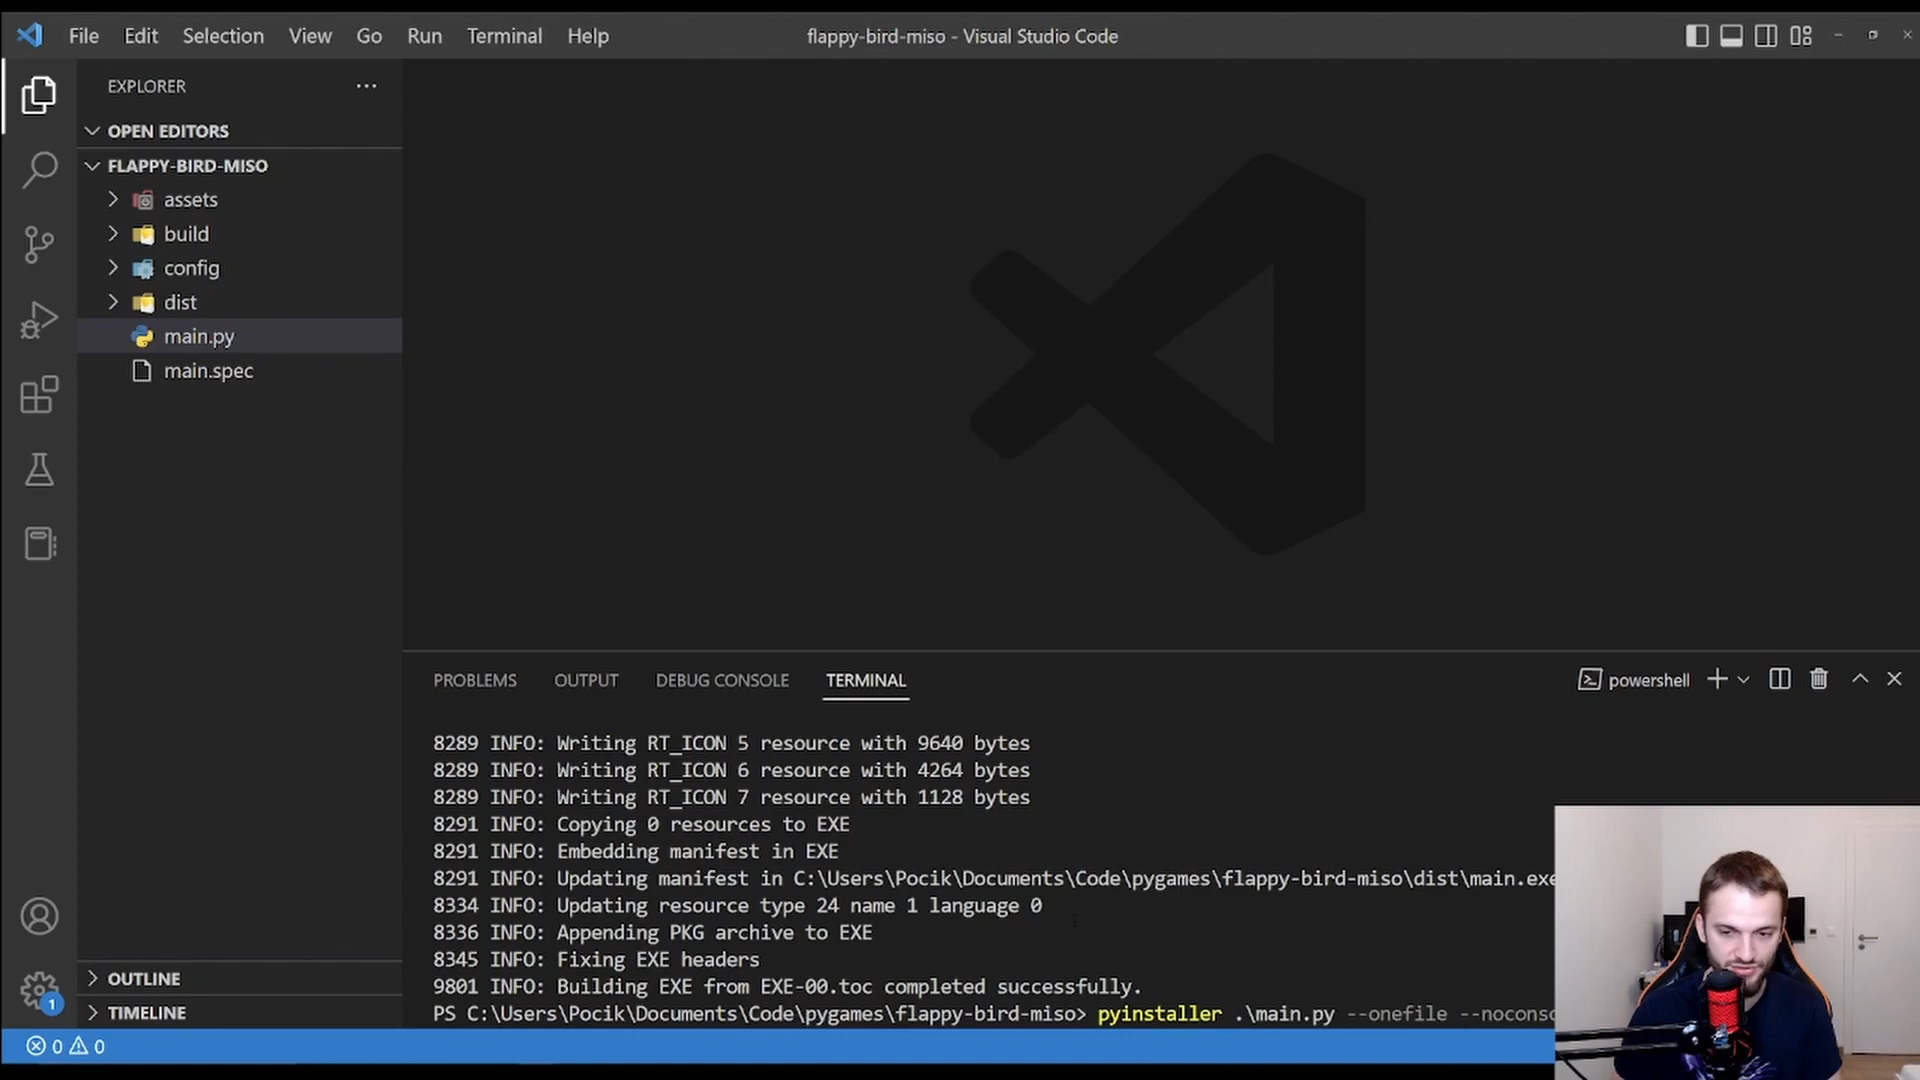 File Edit Selection View Go Run Terminal Help
flappy-bird-miso - Visual Studio Code
EXPLORER
OPEN EDITORS
FLAPPY-BIRD-MISO
assets
build
config
dist
main.py
main.spec
OUTLINE
TIMELINE
PROBLEMS OUTPUT DEBUG CONSOLE TERMINAL
powershell
8289 INFO: Writing RT_ICON 5 resource with 9640 bytes
8289 INFO: Writing RT_ICON 6 resource with 4264 bytes
8289 INFO: Writing RT_ICON 7 resource with 1128 bytes
8291 INFO: Copying 0 resources to EXE
8291 INFO: Embedding manifest in EXE
8291 INFO: Updating manifest in C:\Users\Pocik\Documents\Code\pygames\flappy-bird-miso\dist\main.exe
8334 INFO: Updating resource type 24 name 1 language 0
8336 INFO: Appending PKG archive to EXE
8345 INFO: Fixing EXE headers
9801 INFO: Building EXE from EXE-00.toc completed successfully.
PS C:\Users\Pocik\Documents\Code\pygames\flappy-bird-miso> pyinstaller .\main.py --onefile --noconso
1
0 0